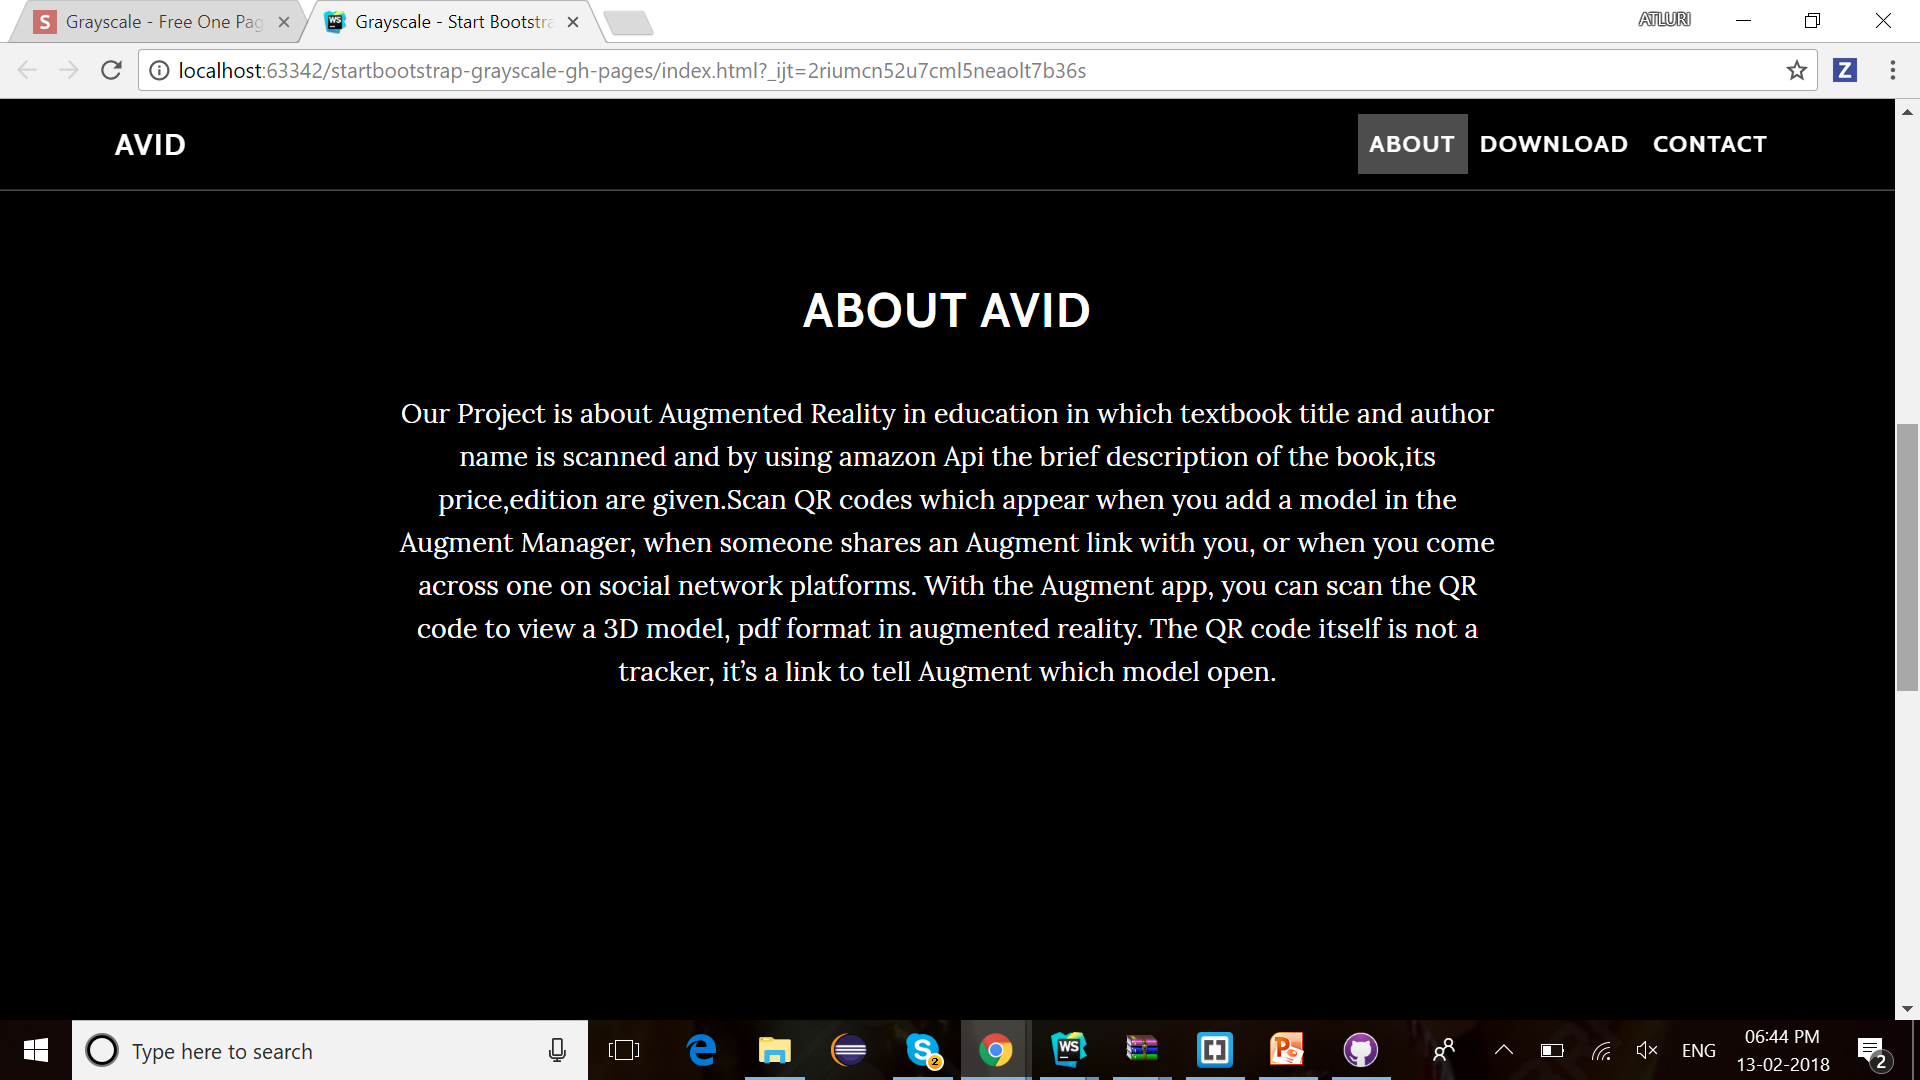 Grayscale - Free One Pag
Grayscale - Start Bootstra
ATLURI
localhost:63342/startbootstrap-grayscale-gh-pages/index.html?_ijt=2riumcn52u7cml5neaolt7b36s
Z
AVID
ABOUT DOWNLOAD CONTACT
ABOUT AVID
Our Project is about Augmented Reality in education in which textbook title and author
name is scanned and by using amazon Api the brief description of the book,its
price,edition are given.Scan QR codes which appear when you add a model in the
Augment Manager, when someone shares an Augment link with you, or when you come
across one on social network platforms. With the Augment app, you can scan the QR
code to view a 3D model, pdf format in augmented reality. The QR code itself is not a
tracker, it’s a link to tell Augment which model open.
Type here to search
2
WS
ENG
06:44 PM
13-02-2018
2